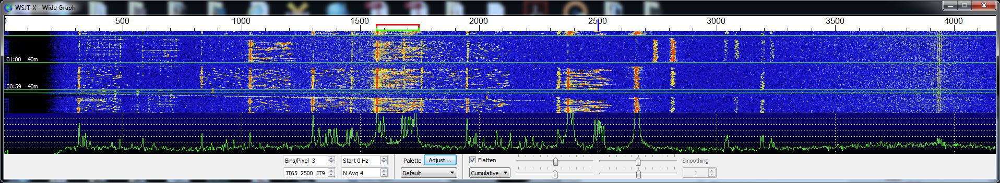 WSJT-X - Wide Graph
0 500 1000 1500 2000 2500 3000 3500 4000
01:00 40m
00:59 40m
Bins/Pixel 3 Start 0 Hz Palette Adjust... Flatten Smoothing
JT65 2500 JT9 N Avg 4 Default Cumulative 1